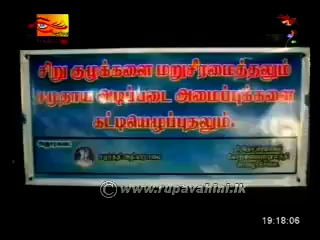 சிறு குழுக்களை மறுசீரமைத்தலும்
சமுதாய அடிப்படை அமைப்புக்களை
கட்டியெழுப்புதலும்.
www.rupavahini.lk
19:18:06